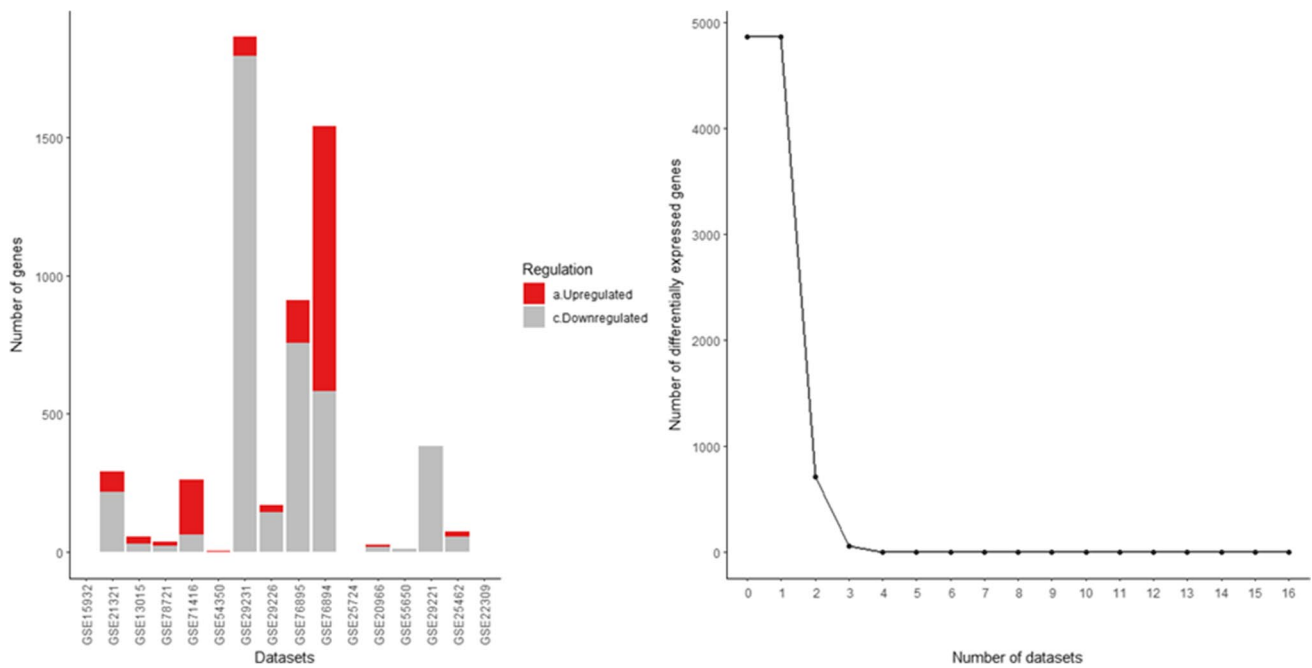 Number of genes
1500
1000
500
0
GSE15932
GSE21321
GSE13015
GSE78721
GSE71416
GSE54350
GSE29231
GSE29226
GSE76895
GSE76894
GSE25724
GSE20966
GSE55650
GSE29221
GSE25462
GSE22309
Datasets
Regulation
a.Upregulated
c.Downregulated
Number of differentially expressed genes
5000
4000
3000
2000
1000
0
0 1 2 3 4 5 6 7 8 9 10 11 12 13 14 15 16
Number of datasets